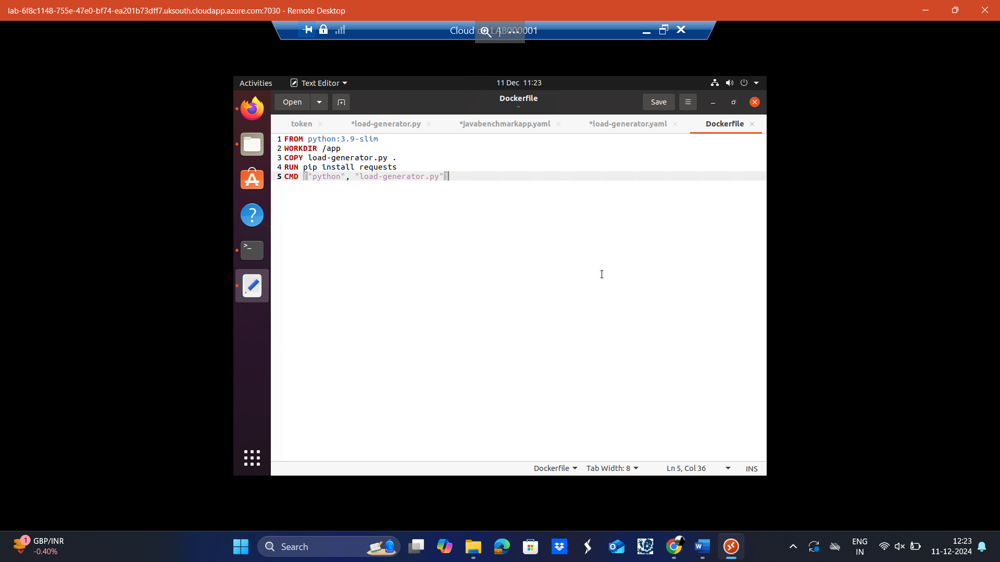 lab-6f8c1148-755e-47e0-bf74-ea201b73dff7.uksouth.cloudapp.azure.com:7030 - Remote Desktop
Cloud LAB000001
Activities Text Editor 11 Dec 11:23
Open Dockerfile Save
~
token *load-generator.py *javabenchmarkapp.yaml *load-generator.yaml Dockerfile
1 FROM python:3.9-slim
2 WORKDIR /app
3 COPY load-generator.py .
4 RUN pip install requests
5 CMD ["python", "load-generator.py"]
Dockerfile Tab Width: 8 Ln 5, Col 36 INS
1 GBP/INR
-0.40%
Search
ENG
IN
12:23
11-12-2024